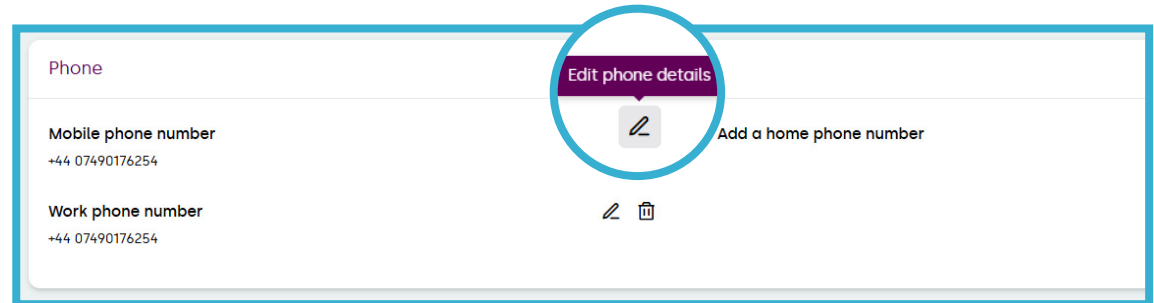 Phone
Edit phone details
Mobile phone number
+44 07490176254
Add a home phone number
Work phone number
+44 07490176254